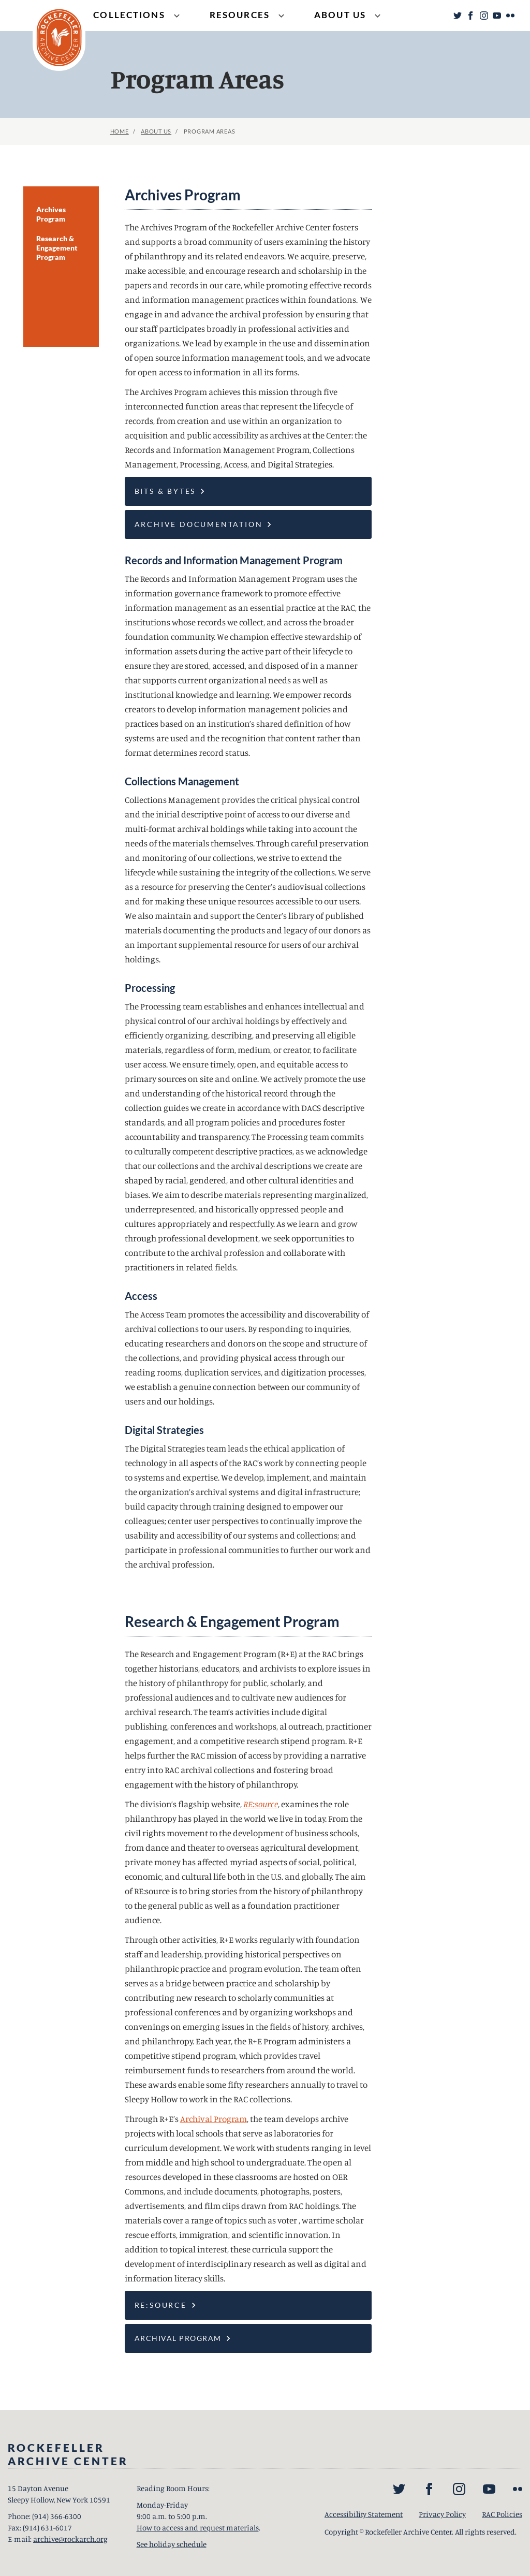 ROCKEFELLER
ARCHIVE CENTER
COLLECTIONS
RESOURCES
ABOUT US
Program Areas
HOME / ABOUT US / PROGRAM AREAS
Archives
Program
Research &
Engagement
Program
Archives Program
The Archives Program of the Rockefeller Archive Center fosters
and supports a broad community of users examining the history
of philanthropy and its related endeavors. We acquire, preserve,
make accessible, and encourage research and scholarship in the
papers and records in our care, while promoting effective records
and information management practices within foundations. We
engage in and advance the archival profession by ensuring that
our staff participates broadly in professional activities and
organizations. We lead by example in the use and dissemination
of open source information management tools, and we advocate
for open access to information in all its forms.
The Archives Program achieves this mission through five
interconnected function areas that represent the lifecycle of
records, from creation and use within an organization to
acquisition and public accessibility as archives at the Center: the
Records and Information Management Program, Collections
Management, Processing, Access, and Digital Strategies.
BITS & BYTES
ARCHIVE DOCUMENTATION
Records and Information Management Program
The Records and Information Management Program uses the
information governance framework to promote effective
information management as an essential practice at the RAC, the
institutions whose records we collect, and across the broader
foundation community. We champion effective stewardship of
information assets during the active part of their lifecycle to
ensure they are stored, accessed, and disposed of in a manner
that supports current organizational needs as well as
institutional knowledge and learning. We empower records
creators to develop information management policies and
practices based on an institution's shared definition of how
systems are used and the recognition that content rather than
format determines record status.
Collections Management
Collections Management provides the critical physical control
and the initial descriptive point of access to our diverse and
multi-format archival holdings while taking into account the
needs of the materials themselves. Through careful preservation
and monitoring of our collections, we strive to extend the
lifecycle while sustaining the integrity of the collections. We serve
as a resource for preserving the Center's audiovisual collections
and for making these unique resources accessible to our users.
We also maintain and support the Center's library of published
materials documenting the products and legacy of our donors as
an important supplemental resource for users of our archival
holdings.
Processing
The Processing team establishes and enhances intellectual and
physical control of our archival holdings by effectively and
efficiently organizing, describing, and preserving all eligible
materials, regardless of form, medium, or creator, to facilitate
user access. We ensure timely, open, and equitable access to
primary sources on site and online. We actively promote the use
and understanding of the historical record through the
collection guides we create in accordance with DACS descriptive
standards, and all program policies and procedures foster
accountability and transparency. The Processing team commits
to culturally competent descriptive practices, as we acknowledge
that our collections and the archival descriptions we create are
shaped by racial, gendered, and other cultural identities and
biases. We aim to describe materials representing marginalized,
underrepresented, and historically oppressed people and
cultures appropriately and respectfully. As we learn and grow
through professional development, we seek opportunities to
contribute to the archival profession and collaborate with
practitioners in related fields.
Access
The Access Team promotes the accessibility and discoverability of
archival collections to our users. By responding to inquiries,
educating researchers and donors on the scope and structure of
the collections, and providing physical access through our
reading rooms, duplication services, and digitization processes,
we establish a genuine connection between our community of
users and our holdings.
Digital Strategies
The Digital Strategies team leads the ethical application of
technology in all aspects of the RAC's work by connecting people
to systems and expertise. We develop, implement, and maintain
the organization's archival systems and digital infrastructure;
build capacity through training designed to empower our
colleagues; center user perspectives to continually improve the
usability and accessibility of our systems and collections; and
participate in professional communities to further our work and
the archival profession.
Research & Engagement Program
The Research and Engagement Program (R+E) at the RAC brings
together historians, educators, and archivists to explore issues in
the history of philanthropy for public, scholarly, and
professional audiences and to cultivate new audiences for
archival research. The team's activities include digital
publishing, conferences and workshops, al outreach, practitioner
engagement, and a competitive research stipend program. R+E
helps further the RAC mission of access by providing a narrative
entry into RAC archival collections and fostering broad
engagement with the history of philanthropy.
The division's flagship website, RE:source, examines the role
philanthropy has played in the world we live in today. From the
civil rights movement to the development of business schools,
from dance and theater to overseas agricultural development,
private money has affected myriad aspects of social, political,
economic, and cultural life both in the U.S. and globally. The aim
of RE:source is to bring stories from the history of philanthropy
to the general public as well as a foundation practitioner
audience.
Through other activities, R+E works regularly with foundation
staff and leadership, providing historical perspectives on
philanthropic practice and program evolution. The team often
serves as a bridge between practice and scholarship by
contributing new research to scholarly communities at
professional conferences and by organizing workshops and
convenings on emerging issues in the fields of history, archives,
and philanthropy. Each year, the R+E Program administers a
competitive stipend program, which provides travel
reimbursement funds to researchers from around the world.
These awards enable some fifty researchers annually to travel to
Sleepy Hollow to work in the RAC collections.
Through R+E's Archival Program, the team develops archive
projects with local schools that serve as laboratories for
curriculum development. We work with students ranging in level
from middle and high school to undergraduate. The open al
resources developed in these classrooms are hosted on OER
Commons, and include documents, photographs, posters,
advertisements, and film clips drawn from RAC holdings. The
materials cover a range of topics such as voter , wartime scholar
rescue efforts, immigration, and scientific innovation. In
addition to topical interest, these curricula support the
development of interdisciplinary research as well as digital and
information literacy skills.
RE:SOURCE
ARCHIVAL PROGRAM
ROCKEFELLER
ARCHIVE CENTER
15 Dayton Avenue
Sleepy Hollow, New York 10591
Phone: (914) 366-6300
Fax: (914) 631-6017
E-mail: archive@rockarch.org
Reading Room Hours:
Monday-Friday
9:00 a.m. to 5:00 p.m.
How to access and request materials.
See holiday schedule
Accessibility Statement
Privacy Policy
RAC Policies
Copyright © Rockefeller Archive Center. All rights reserved.